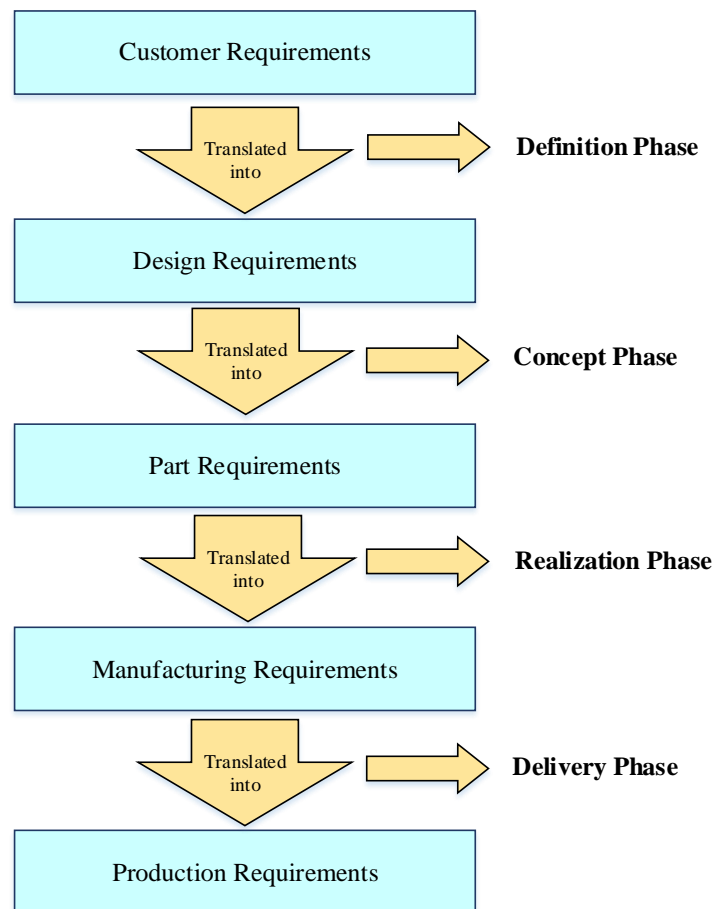 Customer Requirements
Translated
into
Definition Phase
Design Requirements
Translated
into
Concept Phase
Part Requirements
Translated
into
Realization Phase
Manufacturing Requirements
Translated
into
Delivery Phase
Production Requirements